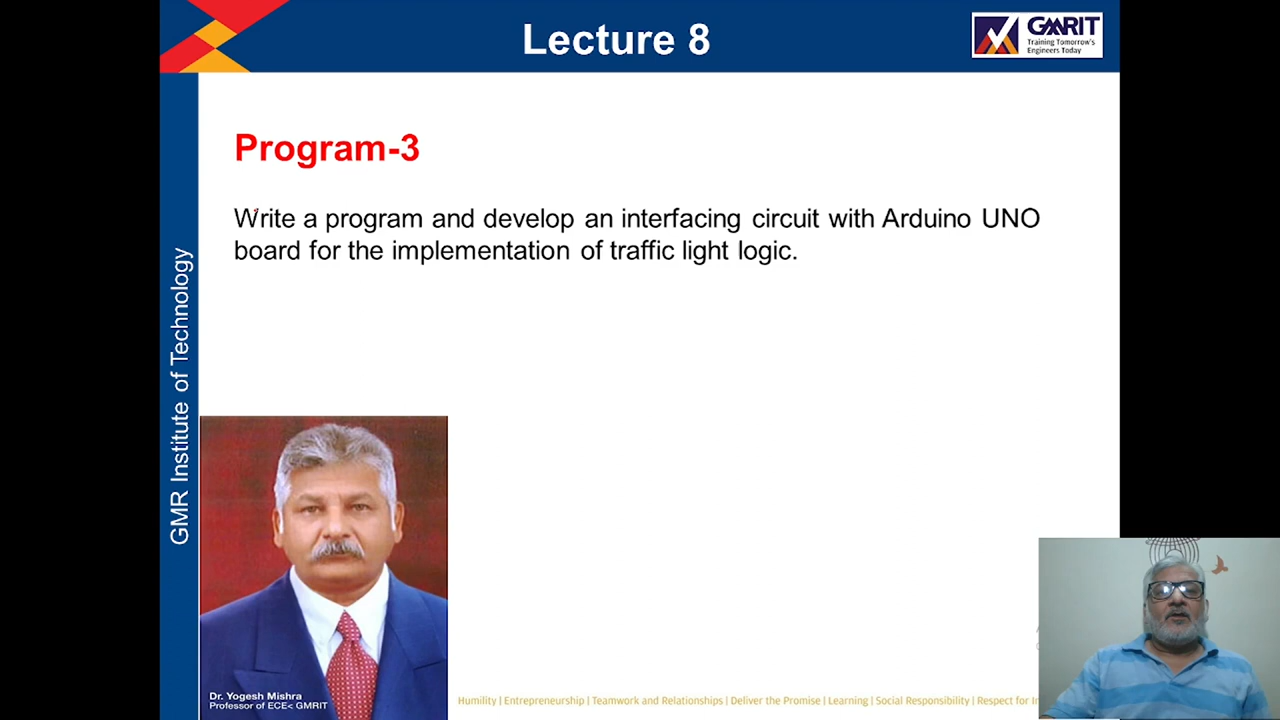 Lecture 8
GMRIT
Training Tomorrow's
Engineers Today
Program-3
Write a program and develop an interfacing circuit with Arduino UNO
board for the implementation of traffic light logic.
GMR Institute of Technology
Dr. Yogesh Mishra
Professor of ECE< GMRIT
Humility | Entrepreneurship | Teamwork and Relationships | Deliver the Promise | Learning | Social Responsibility | Respect for